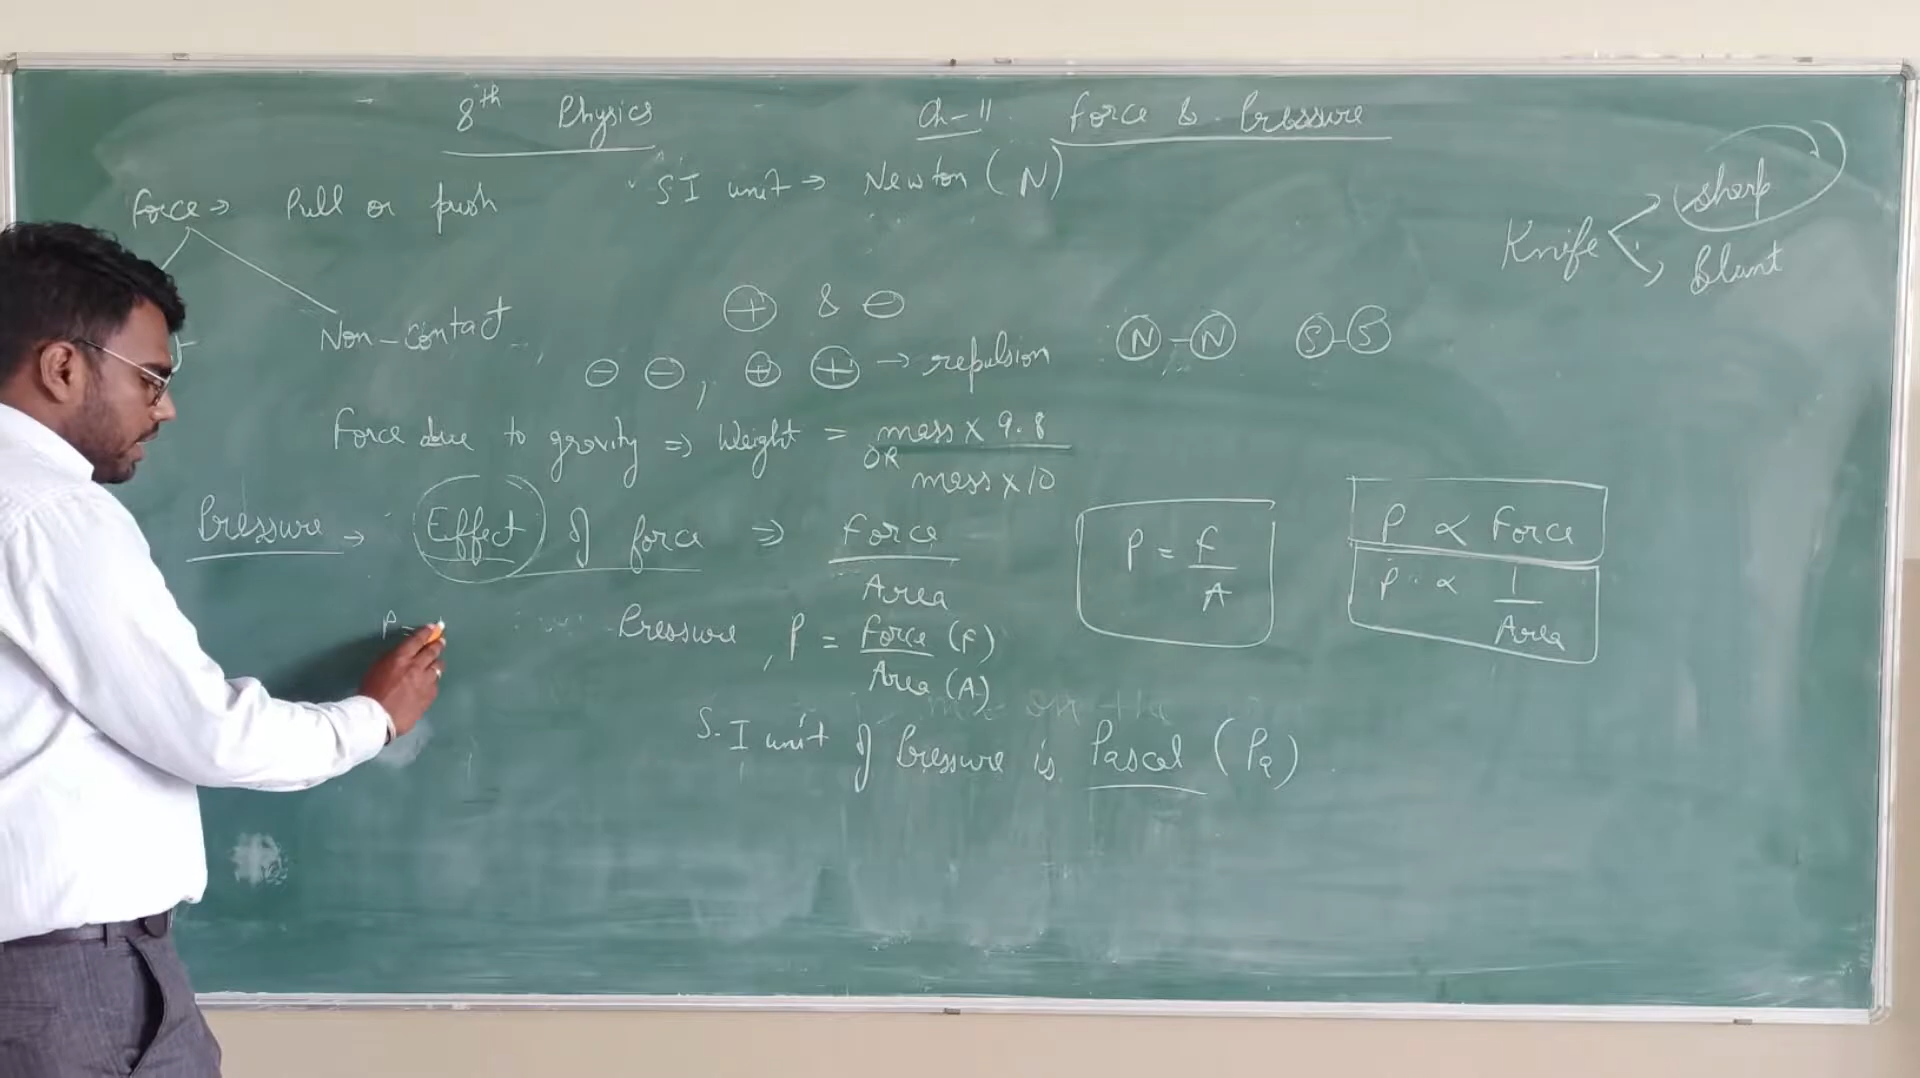 8th Physics Ch-11 Force & Pressure
Force → Pull or push SI unit → Newton (N)
Knife
Sharp
Blunt
Non-contact
+ & -
- - , + + → repulsion N-N S-S
Force due to gravity ⇒ Weight = mass x 9.8
OR mass x 10
Pressure → Effect of force ⇒ Force / Area
P = F / A
P ∝ Force
P ∝ 1 / Area
P =
Pressure, P = Force (F) / Area (A)
S.I unit of Pressure is Pascal (Pa)